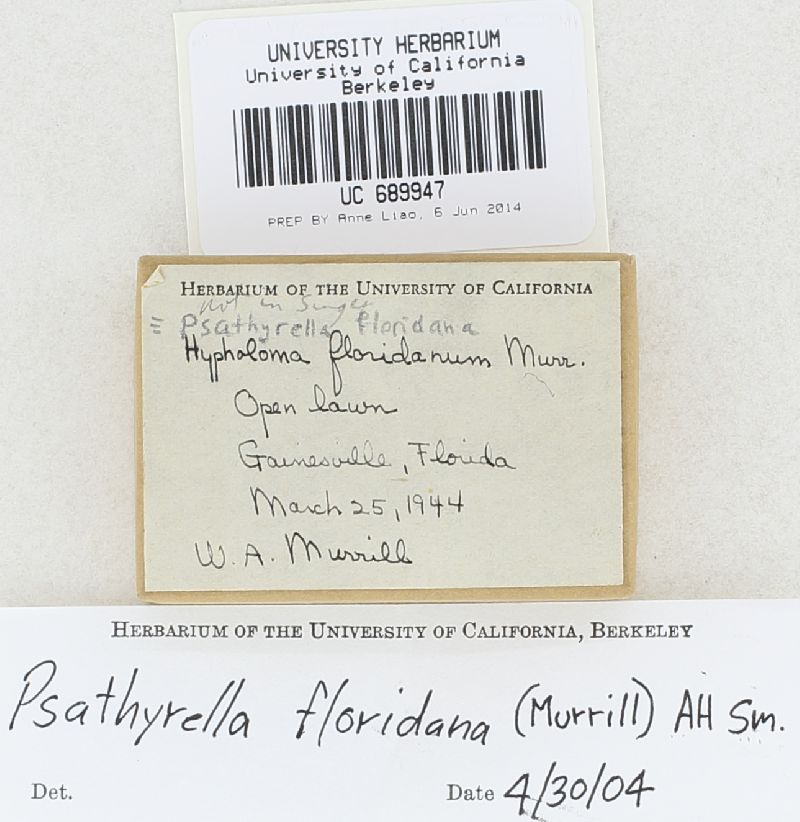 UNIVERSITY HERBARIUM
University of California
Berkeley
UC 689947
PREP BY Anne Liao, 6 Jun 2014
HERBARIUM OF THE UNIVERSITY OF CALIFORNIA
Not in Singer
= Psathyrella floridana
Hypholoma floridanum Murr.
Open lawn
Gainesville, Florida
March 25, 1944
W. A. Murrill
HERBARIUM OF THE UNIVERSITY OF CALIFORNIA, BERKELEY
Psathyrella floridana (Murrill) AH Sm.
Det.
Date 4/30/04